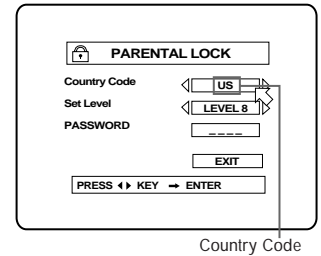 PARENTAL LOCK
Country Code US
Set Level LEVEL 8
PASSWORD _ _ _ _
EXIT
PRESS ◄► KEY → ENTER
Country Code